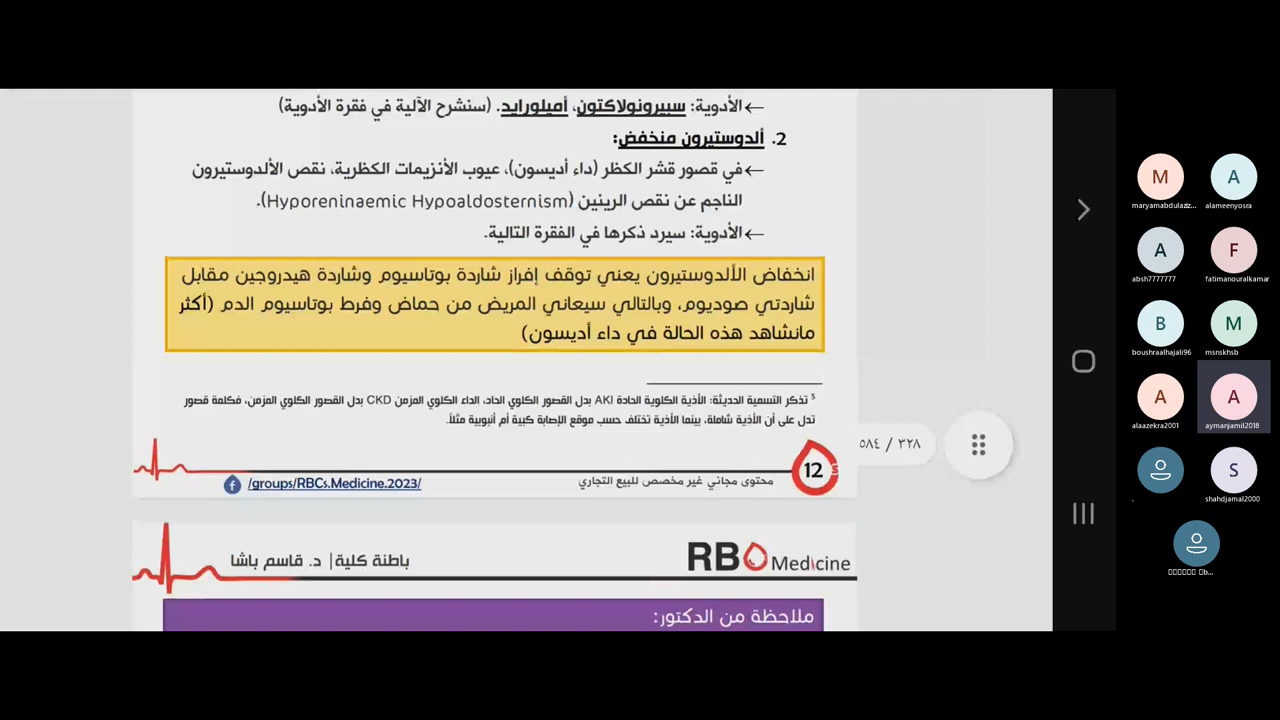 ← الأدوية: سبيرونولاكتون، أميلورايد. (سنشرح الآلية في فقرة الأدوية)
2. ألدوستيرون منخفض:
← في قصور قشر الكظر (داء أديسون)، عيوب الأنزيمات الكظرية، نقص الألدوستيرون
الناجم عن نقص الرينين (Hyporeninaemic Hypoaldosternism).
← الأدوية: سيرد ذكرها في الفقرة التالية.
انخفاض الألدوستيرون يعني توقف إفراز شاردة بوتاسيوم وشاردة هيدروجين مقابل
شاردتي صوديوم، وبالتالي سيعاني المريض من حماض وفرط بوتاسيوم الدم (أكثر
مانشاهد هذه الحالة في داء أديسون)
5 تذكر التسمية الحديثة: الأذية الكلوية الحادة AKI بدل القصور الكلوي الحاد، الداء الكلوي المزمن CKD بدل القصور الكلوي المزمن، فكلمة قصور
تدل على أن الأذية شاملة، بينما الأذية تختلف حسب موقع الإصابة كبية أم أنبوبية مثلاً.
٣٢٨ / ٥٨٤
12
محتوى مجاني غير مخصص للبيع التجاري
/groups/RBCs.Medicine.2023/
RB Medicine
باطنة كلية| د. قاسم باشا
ملاحظة من الدكتور:
M
maryamabdulaziz...
A
alameenyosra
A
absh7777777
F
fatimanouralkamar
B
boushraalhajali96
M
msnskhsb
A
alaazekra2001
A
aymanjamil2018
S
shahdjamal2000